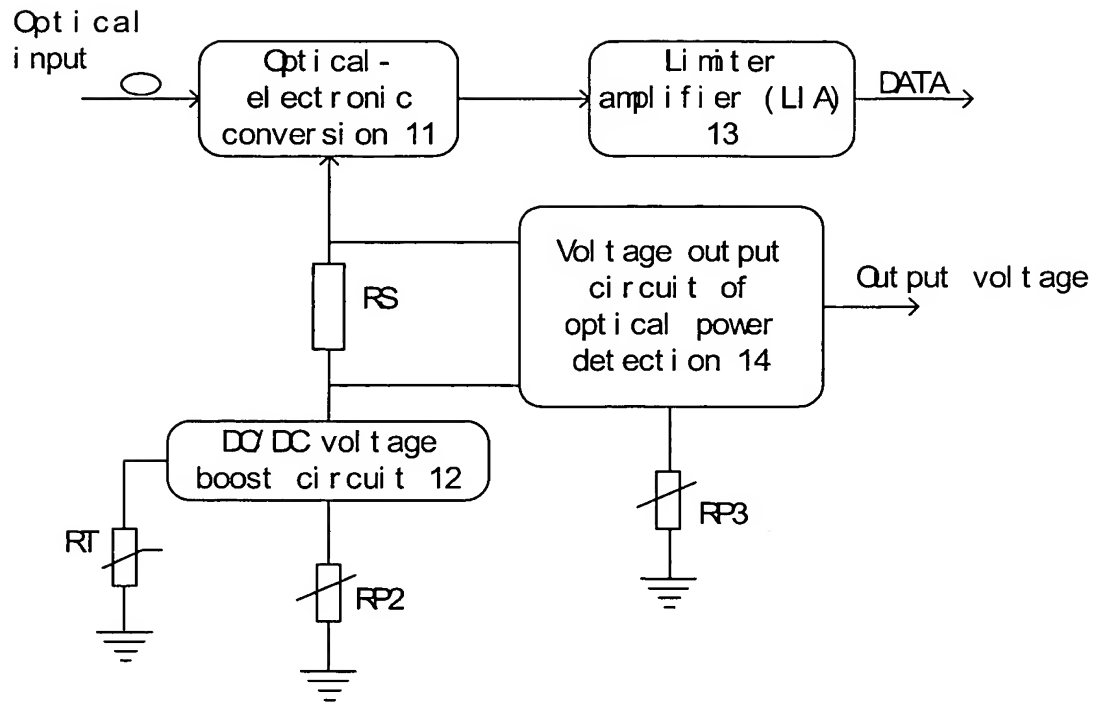 Optical
input
Optical-
electronic
conversion 11
Limiter
amplifier (LIA)
13
DATA
Voltage output
circuit of
optical power
detection 14
Output voltage
RS
DC/DC voltage
boost circuit 12
RT
RP2
RP3